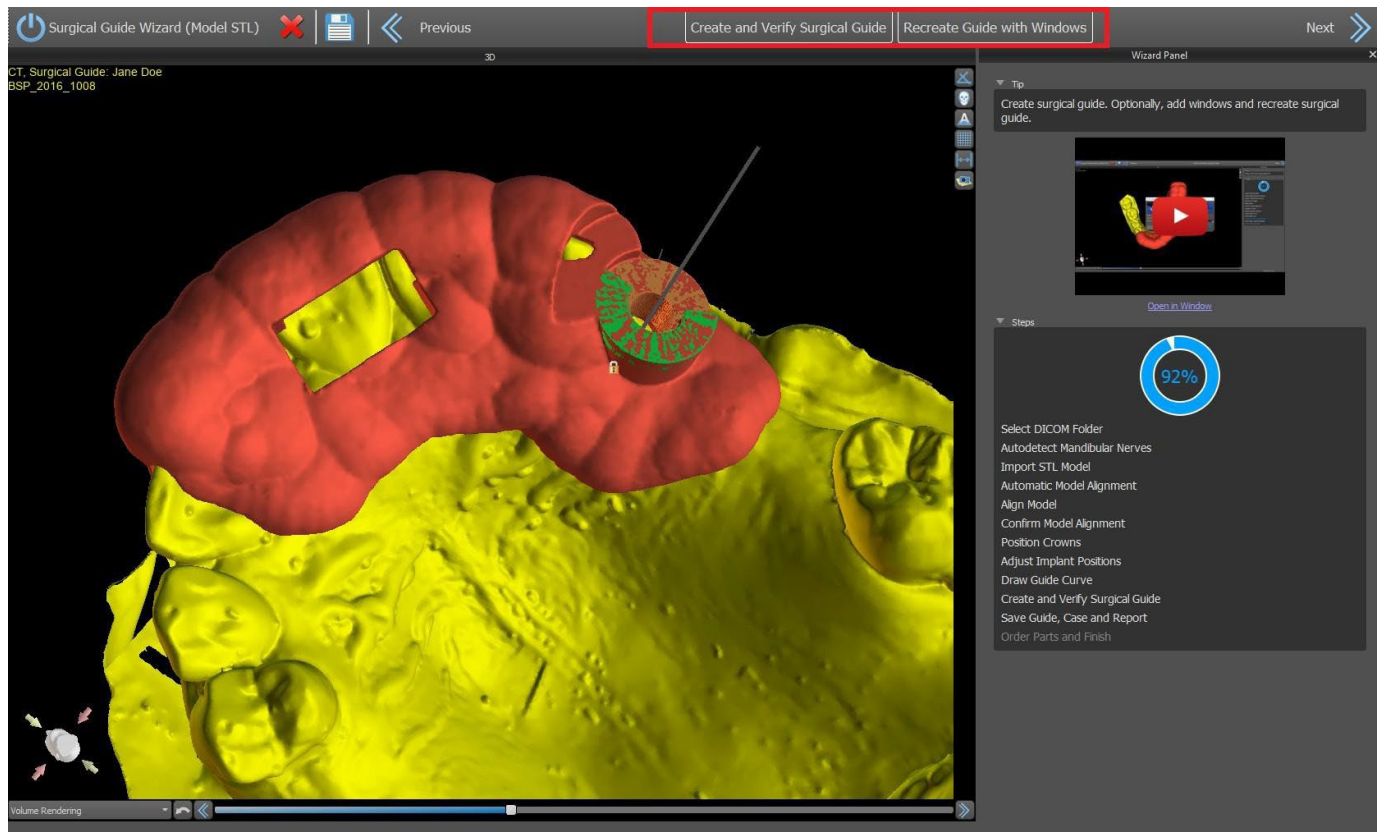 Surgical Guide Wizard (Model STL)
Previous
Create and Verify Surgical Guide
Recreate Guide with Windows
Next
3D
Wizard Panel
CT, Surgical Guide: Jane Doe
BSP_2016_1008
Tip
Create surgical guide. Optionally, add windows and recreate surgical
guide.
Open in Window
Steps
92%
Select DICOM Folder
Autodetect Mandibular Nerves
Import STL Model
Automatic Model Alignment
Align Model
Confirm Model Alignment
Position Crowns
Adjust Implant Positions
Draw Guide Curve
Create and Verify Surgical Guide
Save Guide, Case and Report
Order Parts and Finish
Volume Rendering